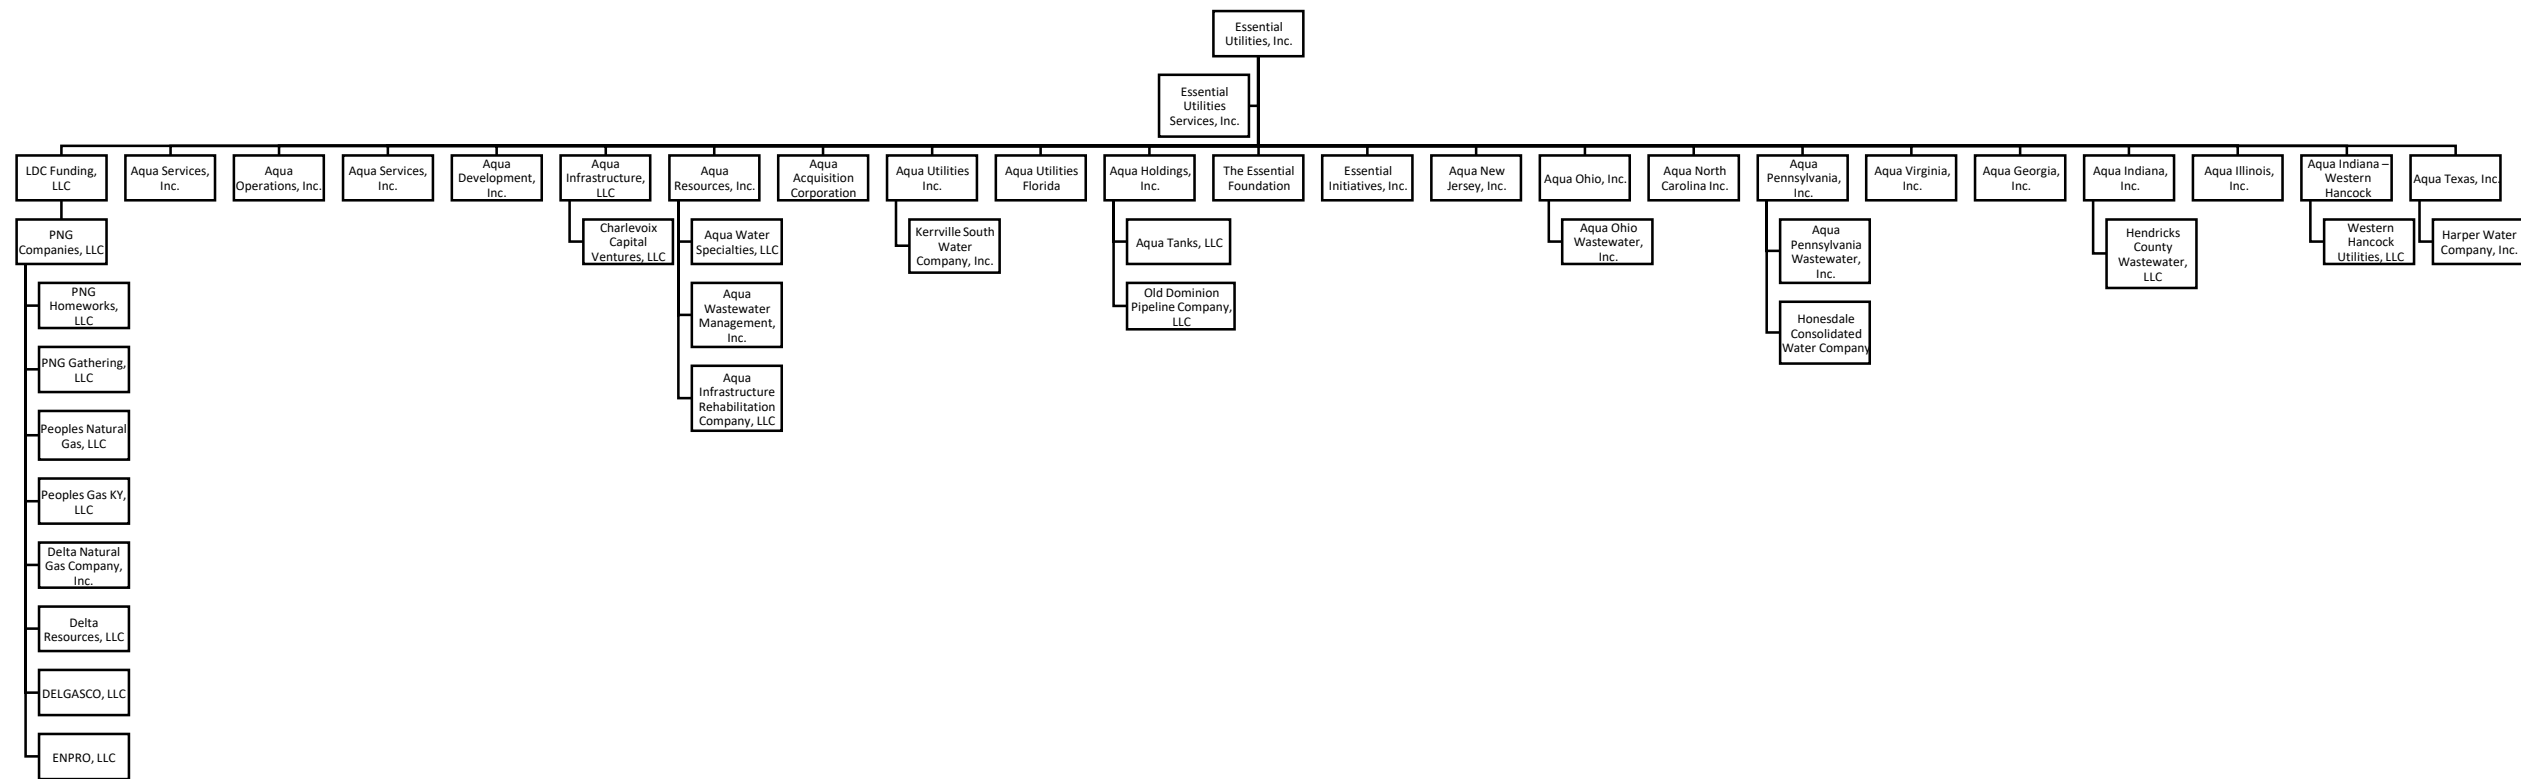 Essential
Utilities, Inc.
Essential
Utilities
Services, Inc.
LDC Funding,
LLC
Aqua Services,
Inc.
Aqua
Operations, Inc.
Aqua Services,
Inc.
Aqua
Development,
Inc.
Aqua
Infrastructure,
LLC
Aqua
Resources, Inc.
Aqua
Acquisition
Corporation
Aqua Utilities
Inc.
Aqua Utilities
Florida
Aqua Holdings,
Inc.
The Essential
Foundation
Essential
Initiatives, Inc.
Aqua New
Jersey, Inc.
Aqua Ohio, Inc.
Aqua North
Carolina Inc.
Aqua
Pennsylvania,
Inc.
Aqua Virginia,
Inc.
Aqua Georgia,
Inc.
Aqua Indiana,
Inc.
Aqua Illinois,
Inc.
Aqua Indiana –
Western
Hancock
Aqua Texas, Inc.
PNG
Companies, LLC
Charlevoix
Capital
Ventures, LLC
Aqua Water
Specialties, LLC
Kerrville South
Water
Company, Inc.
Aqua Tanks, LLC
Aqua Ohio
Wastewater,
Inc.
Aqua
Pennsylvania
Wastewater,
Inc.
Hendricks
County
Wastewater,
LLC
Western
Hancock
Utilities, LLC
Harper Water
Company, Inc.
PNG
Homeworks,
LLC
Aqua
Wastewater
Management,
Inc.
Old Dominion
Pipeline Company,
LLC
Honesdale
Consolidated
Water Company
PNG Gathering,
LLC
Aqua
Infrastructure
Rehabilitation
Company, LLC
Peoples Natural
Gas, LLC
Peoples Gas KY,
LLC
Delta Natural
Gas Company,
Inc.
Delta
Resources, LLC
DELGASCO, LLC
ENPRO, LLC